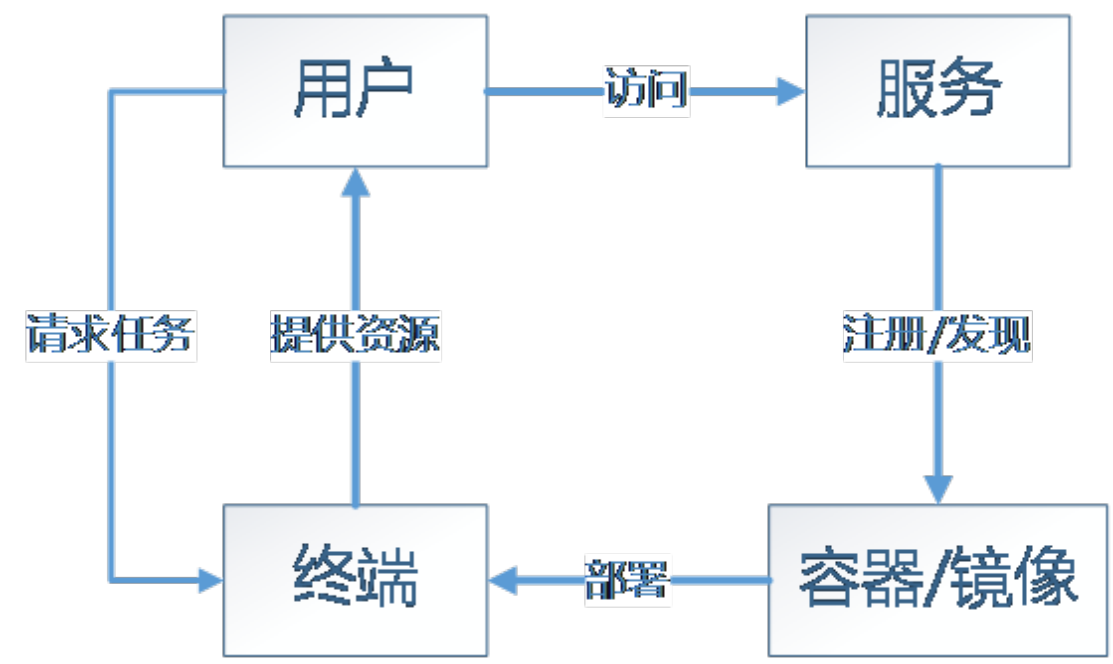 用户
访问
服务
请求任务
提供资源
注册/发现
终端
部署
容器/镜像